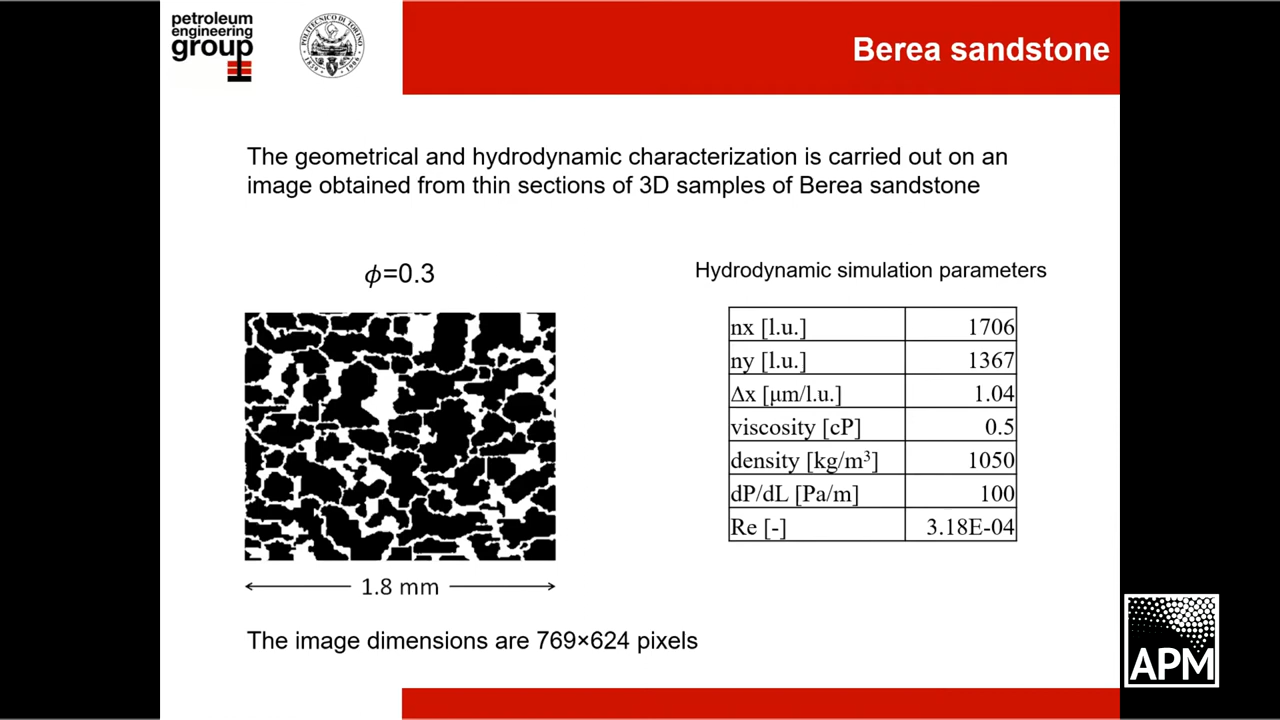 petroleum
engineering
group
POLITECNICO DI TORINO
Berea sandstone
The geometrical and hydrodynamic characterization is carried out on an
image obtained from thin sections of 3D samples of Berea sandstone
ϕ=0.3
Hydrodynamic simulation parameters
nx [l.u.] 1706
ny [l.u.] 1367
Δx [μm/l.u.] 1.04
viscosity [cP] 0.5
density [kg/m³] 1050
dP/dL [Pa/m] 100
Re [-] 3.18E-04
1.8 mm
The image dimensions are 769×624 pixels
APM